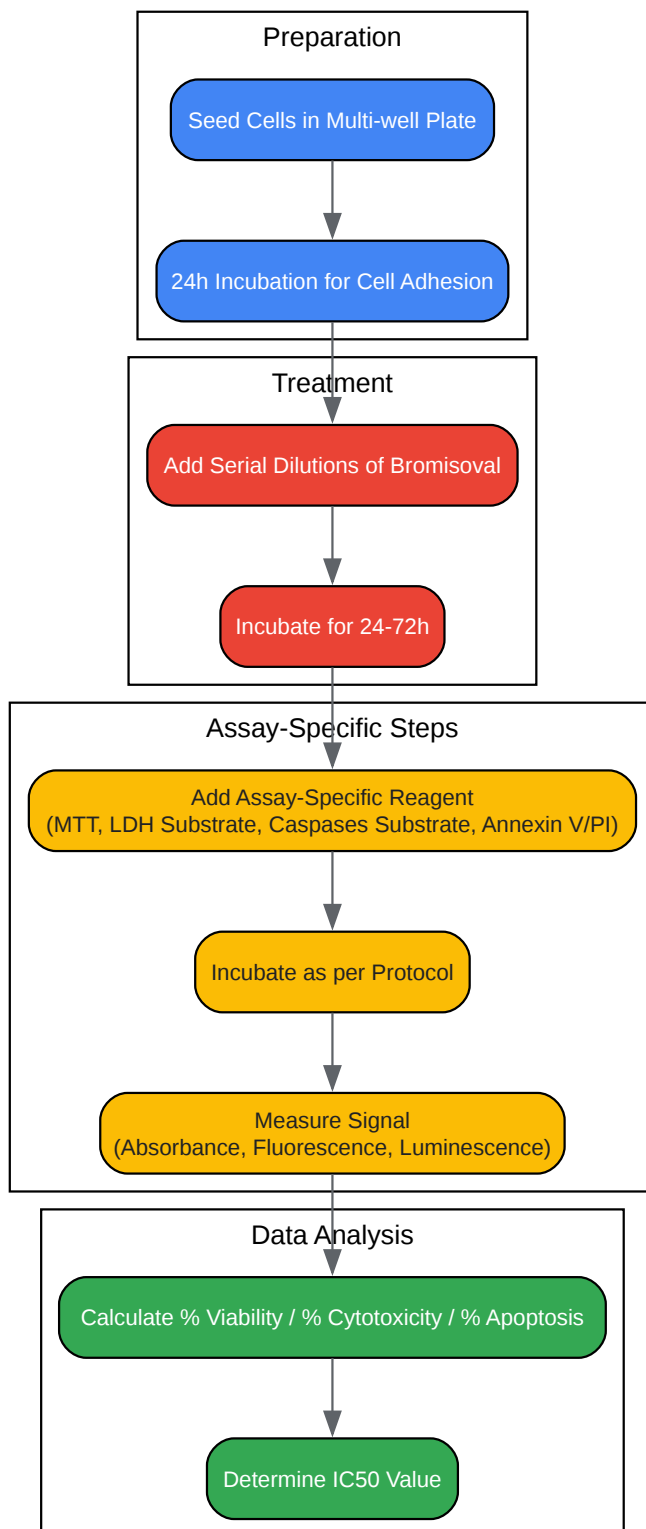 Preparation
Seed Cells in Multi-well Plate
24h Incubation for Cell Adhesion
Treatment
Add Serial Dilutions of Bromisoval
Incubate for 24-72h
Assay-Specific Steps
Add Assay-Specific Reagent
(MTT, LDH Substrate, Caspases Substrate, Annexin V/PI)
Incubate as per Protocol
Measure Signal
(Absorbance, Fluorescence, Luminescence)
Data Analysis
Calculate % Viability / % Cytotoxicity / % Apoptosis
Determine IC50 Value